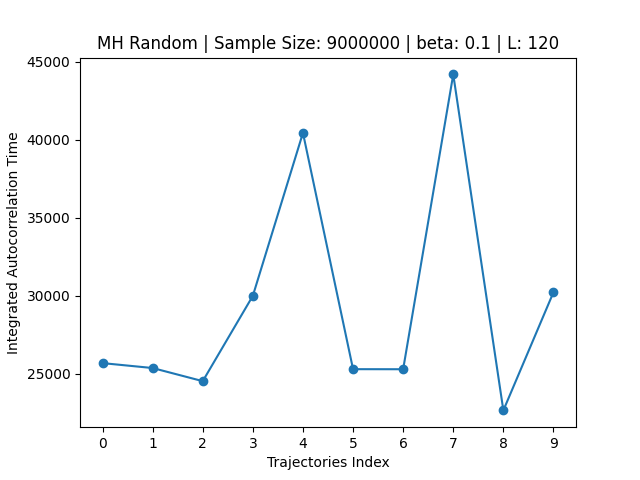 MH Random | Sample Size: 9000000 | beta: 0.1 | L: 120
Integrated Autocorrelation Time
45000
40000
35000
30000
25000
0 1 2 3 4 5 6 7 8 9
Trajectories Index